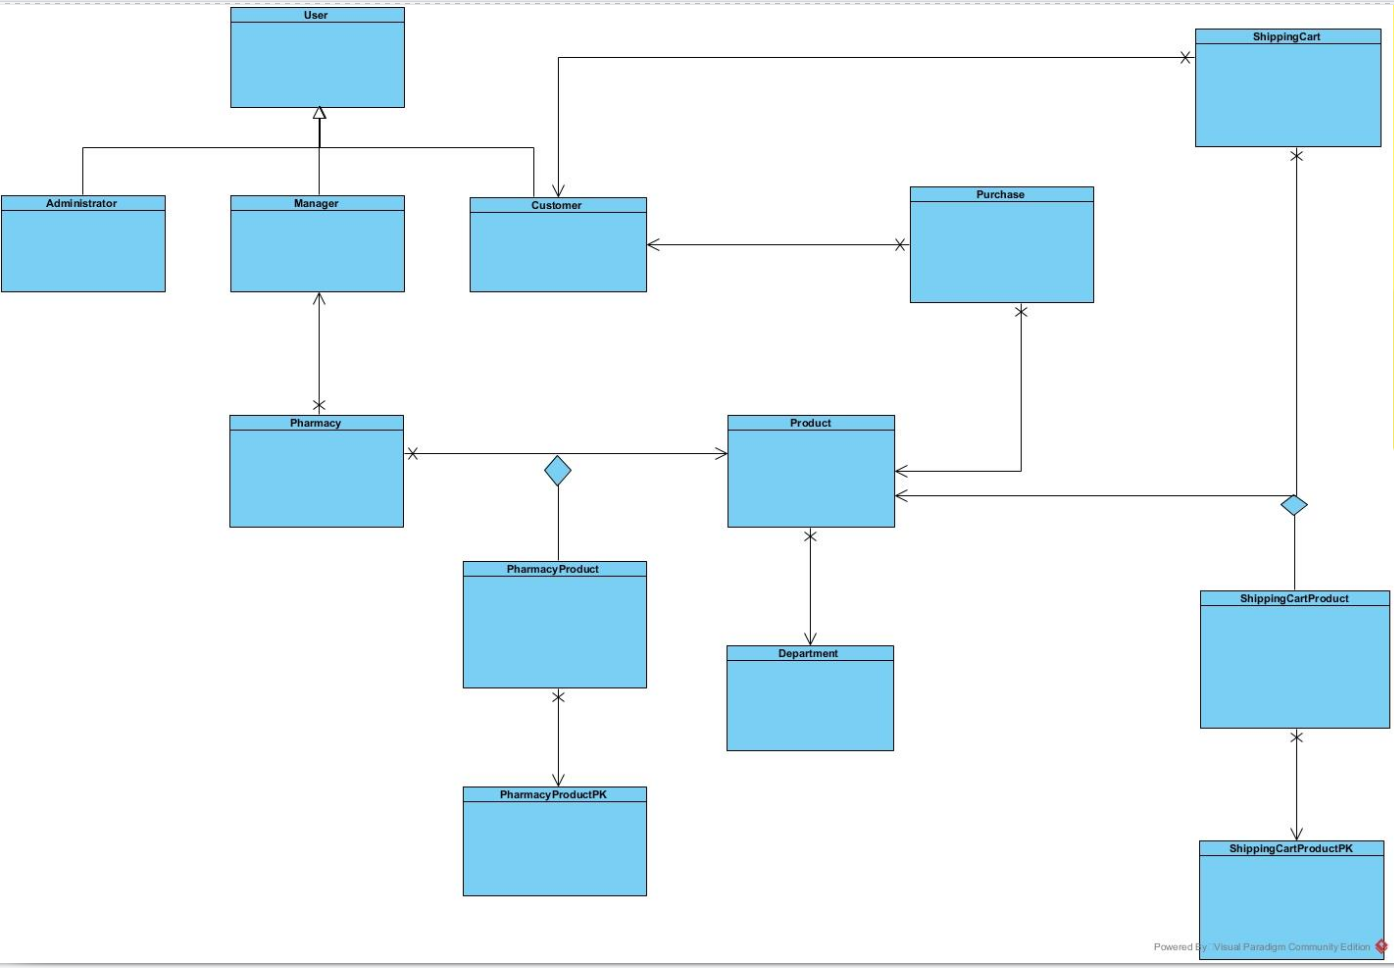 User
ShippingCart
Administrator
Manager
Customer
Purchase
Pharmacy
Product
PharmacyProduct
ShippingCartProduct
Department
PharmacyProductPK
ShippingCartProductPK
Powered By Visual Paradigm Community Edition